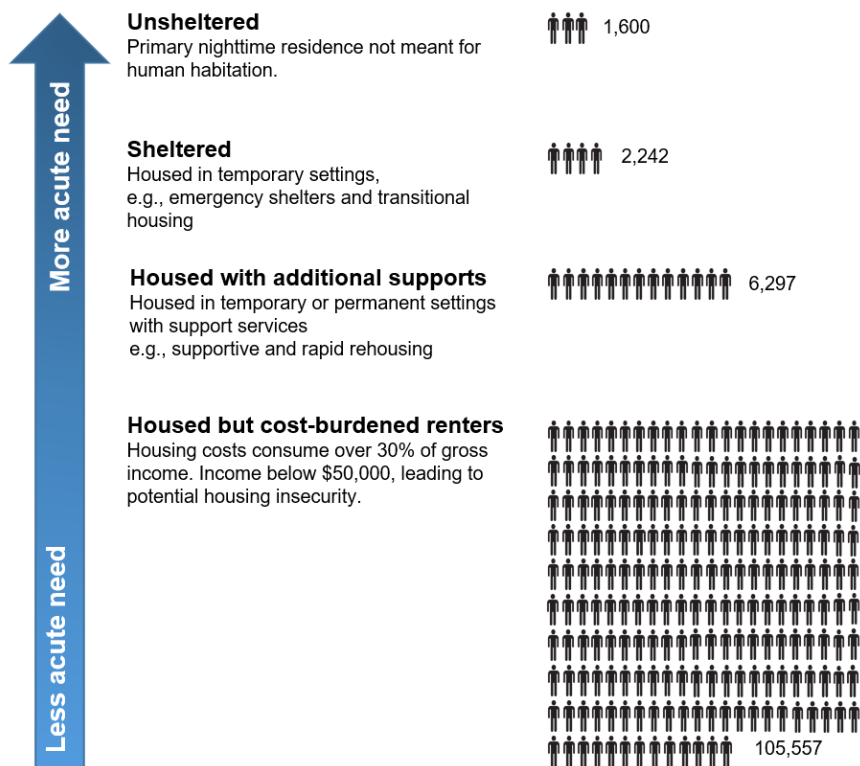 More acute need
Less acute need
Unsheltered
Primary nighttime residence not meant for
human habitation.
1,600
Sheltered
Housed in temporary settings,
e.g., emergency shelters and transitional
housing
2,242
Housed with additional supports
Housed in temporary or permanent settings
with support services
e.g., supportive and rapid rehousing
6,297
Housed but cost-burdened renters
Housing costs consume over 30% of gross
income. Income below $50,000, leading to
potential housing insecurity.
105,557